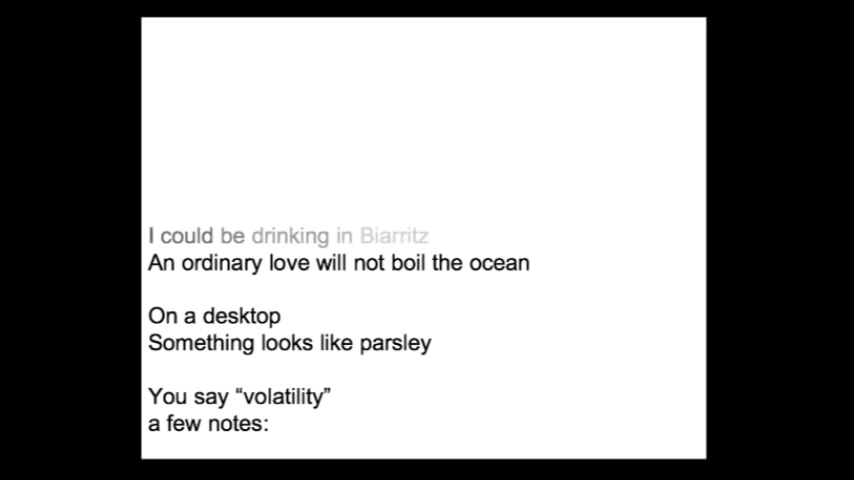 I could be drinking in Biarritz
An ordinary love will not boil the ocean
On a desktop
Something looks like parsley
You say “volatility”
a few notes: